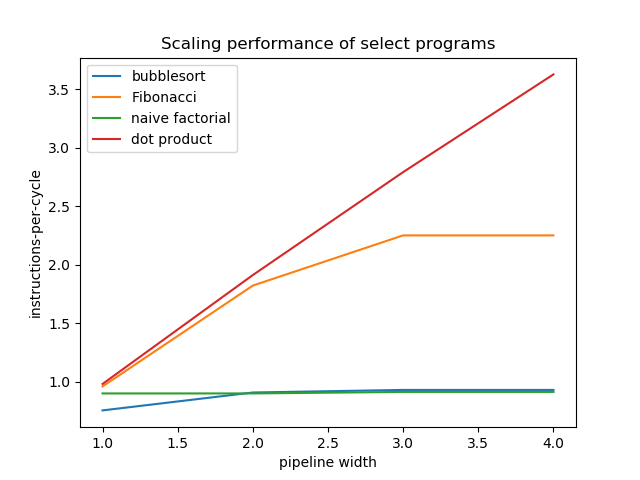 Scaling performance of select programs
bubblesort
Fibonacci
naive factorial
dot product
3.5
3.0
2.5
2.0
1.5
1.0
instructions-per-cycle
1.0 1.5 2.0 2.5 3.0 3.5 4.0
pipeline width